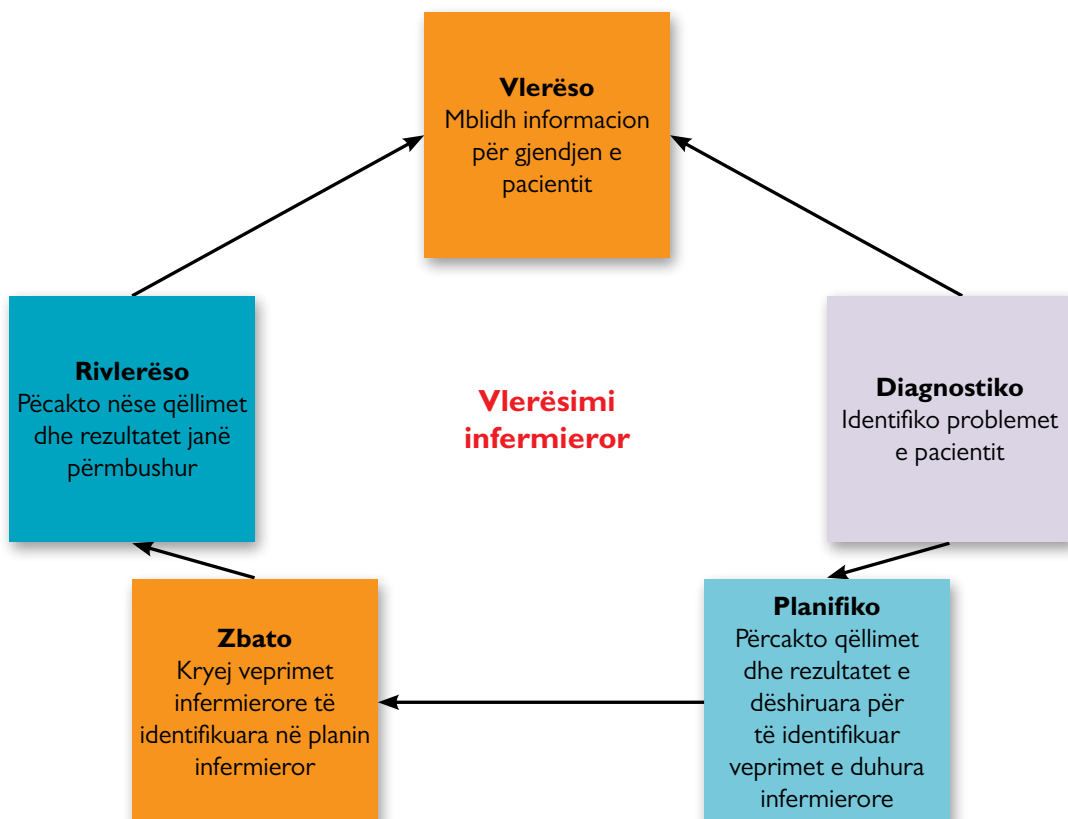 Vlerëso
Mblidh informacion
për gjendjen e
pacientit
Rivlerëso
Pëcakto nëse qëllimet
dhe rezultatet janë
përmbushur
Vlerësimi
infermieror
Diagnostiko
Identifiko problemet
e pacientit
Zbato
Kryej veprimet
infermierore të
identifikuara në planin
infermieror
Planifiko
Përcakto qëllimet
dhe rezultatet e
dëshiruara për
të identifikuar
veprimet e duhura
infermierore